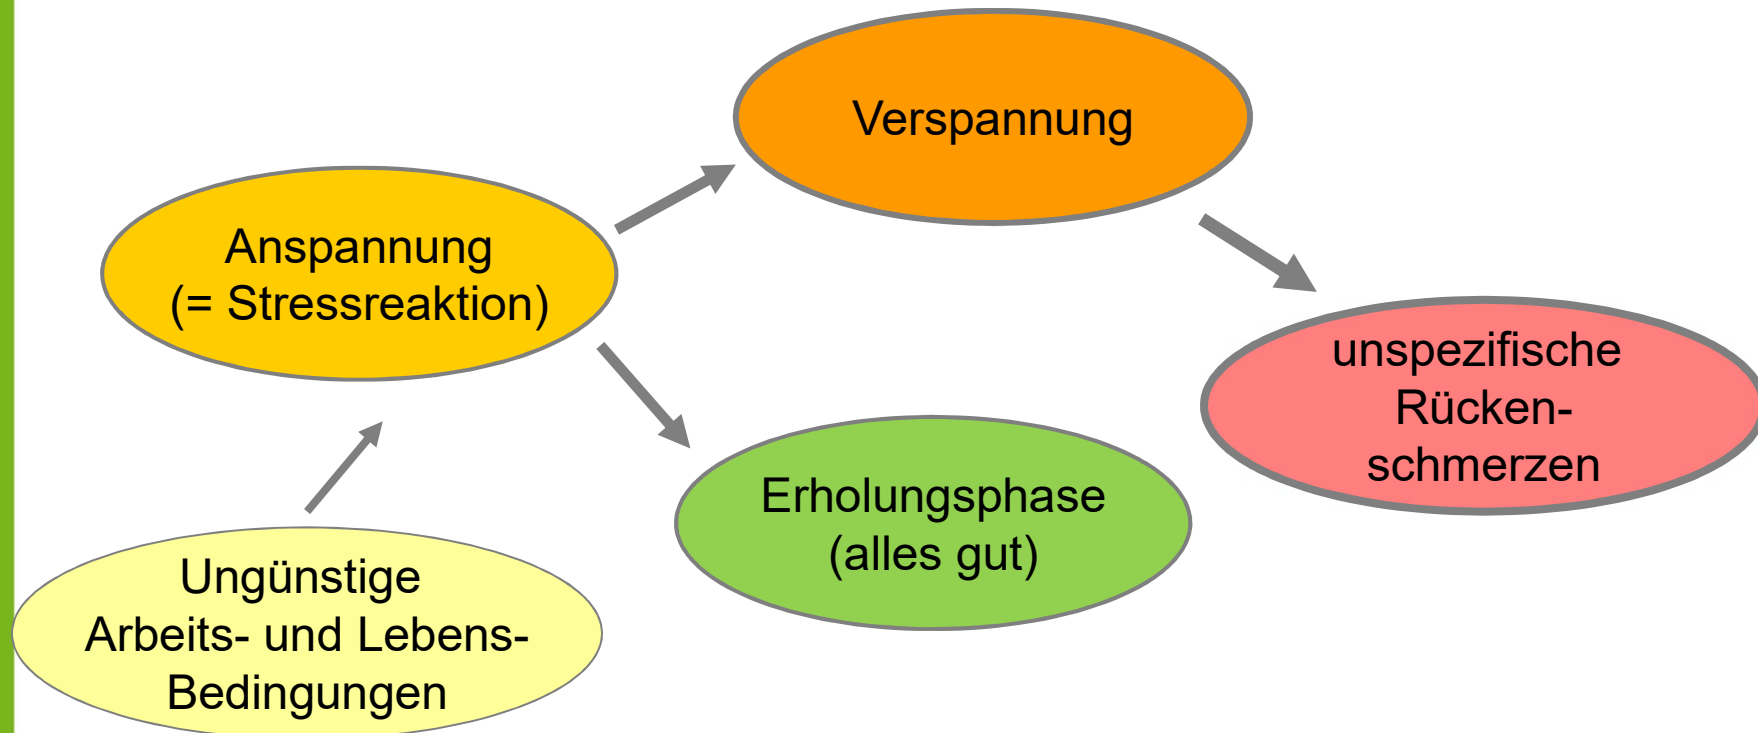 Verspannung
Anspannung
(= Stressreaktion)
unspezifische
Rücken-
schmerzen
Erholungsphase
(alles gut)
Ungünstige
Arbeits- und Lebens-
Bedingungen